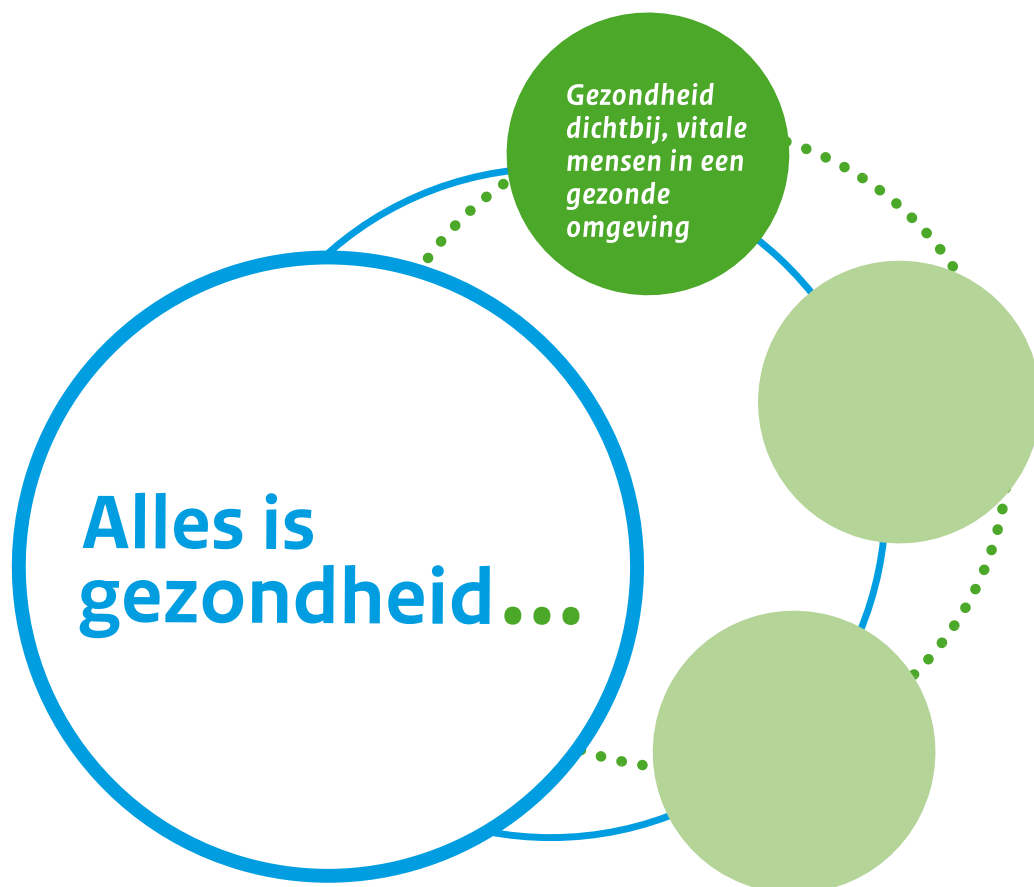 Gezondheid
dichtbij, vitale
mensen in een
gezonde
omgeving
Alles is
gezondheid...